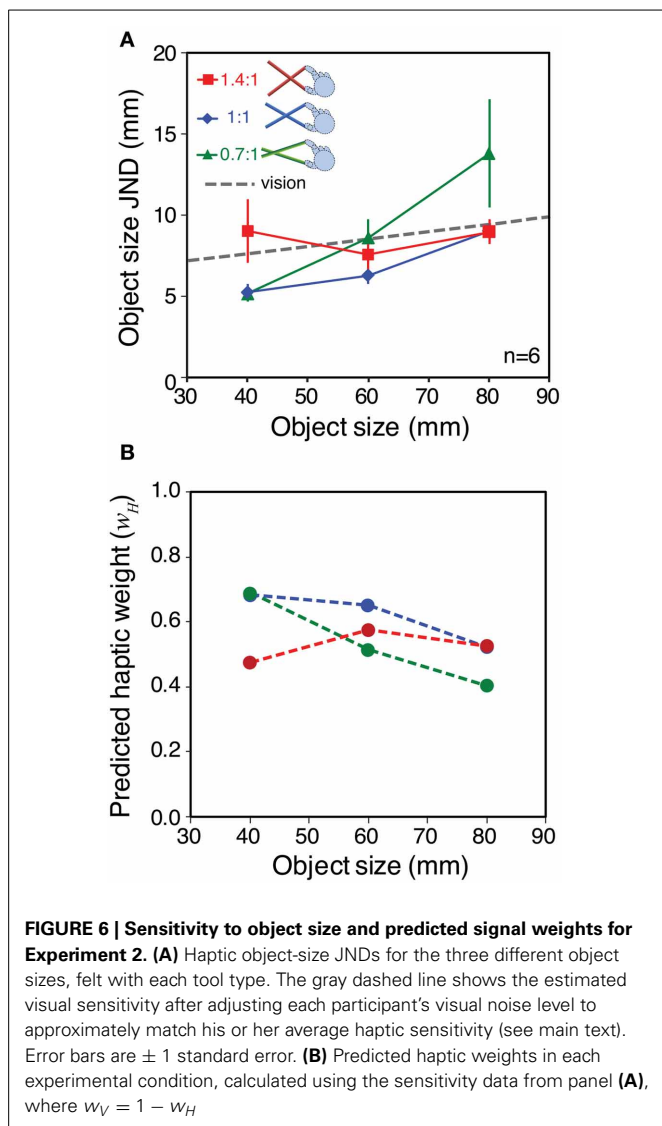 A
20
15
10
5
0
Object size JND (mm)
1.4:1
1:1
0.7:1
vision
n=6
30 40 50 60 70 80 90
Object size (mm)
B
1.0
0.8
0.6
0.4
0.2
0.0
Predicted haptic weight (w_H)
30 40 50 60 70 80 90
Object size (mm)
FIGURE 6 | Sensitivity to object size and predicted signal weights for
Experiment 2. (A) Haptic object-size JNDs for the three different object
sizes, felt with each tool type. The gray dashed line shows the estimated
visual sensitivity after adjusting each participant's visual noise level to
approximately match his or her average haptic sensitivity (see main text).
Error bars are ± 1 standard error. (B) Predicted haptic weights in each
experimental condition, calculated using the sensitivity data from panel (A),
where w_V = 1 − w_H